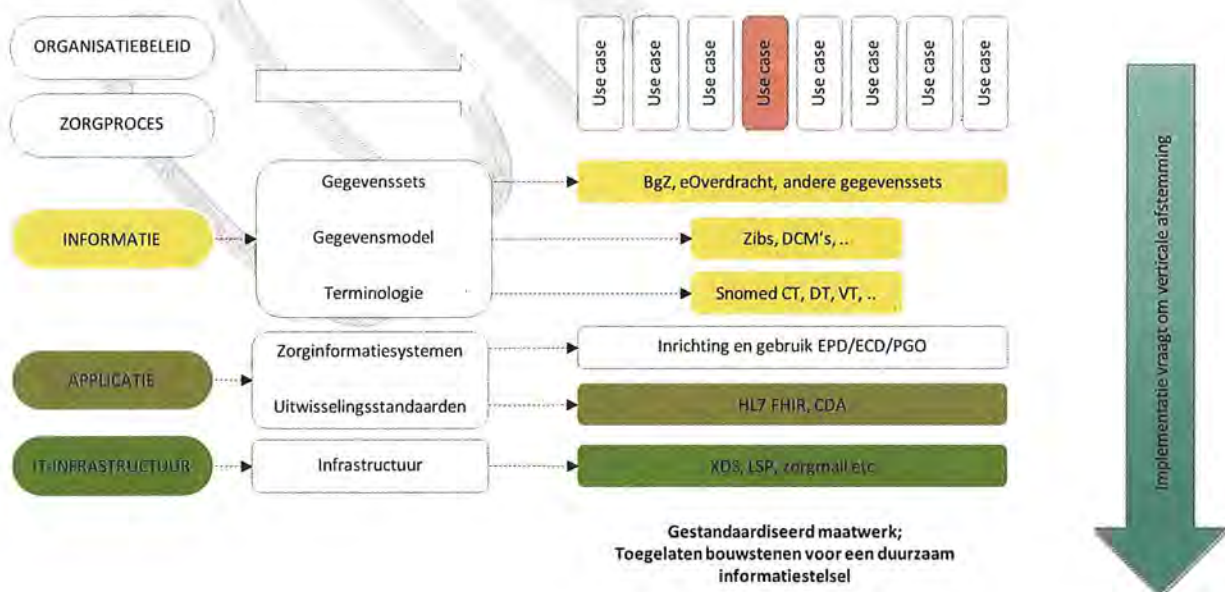 ORGANISATIEBELEID
ZORGPROCES
Use case
Use case
Use case
Use case
Use case
Use case
Use case
Use case
INFORMATIE
Gegevenssets
Gegevensmodel
Terminologie
BgZ, eOverdracht, andere gegevenssets
Zibs, DCM's, ..
Snomed CT, DT, VT, ..
APPLICATIE
Zorginformatiesystemen
Uitwisselingsstandaarden
Inrichting en gebruik EPD/ECD/PGO
HL7 FHIR, CDA
IT-INFRASTRUCTUUR
Infrastructuur
XDS, LSP, zorgmail etc
Gestandaardiseerd maatwerk;
Toegelaten bouwstenen voor een duurzaam
informatiestelsel
Implementatie vraagt om verticale afstemming